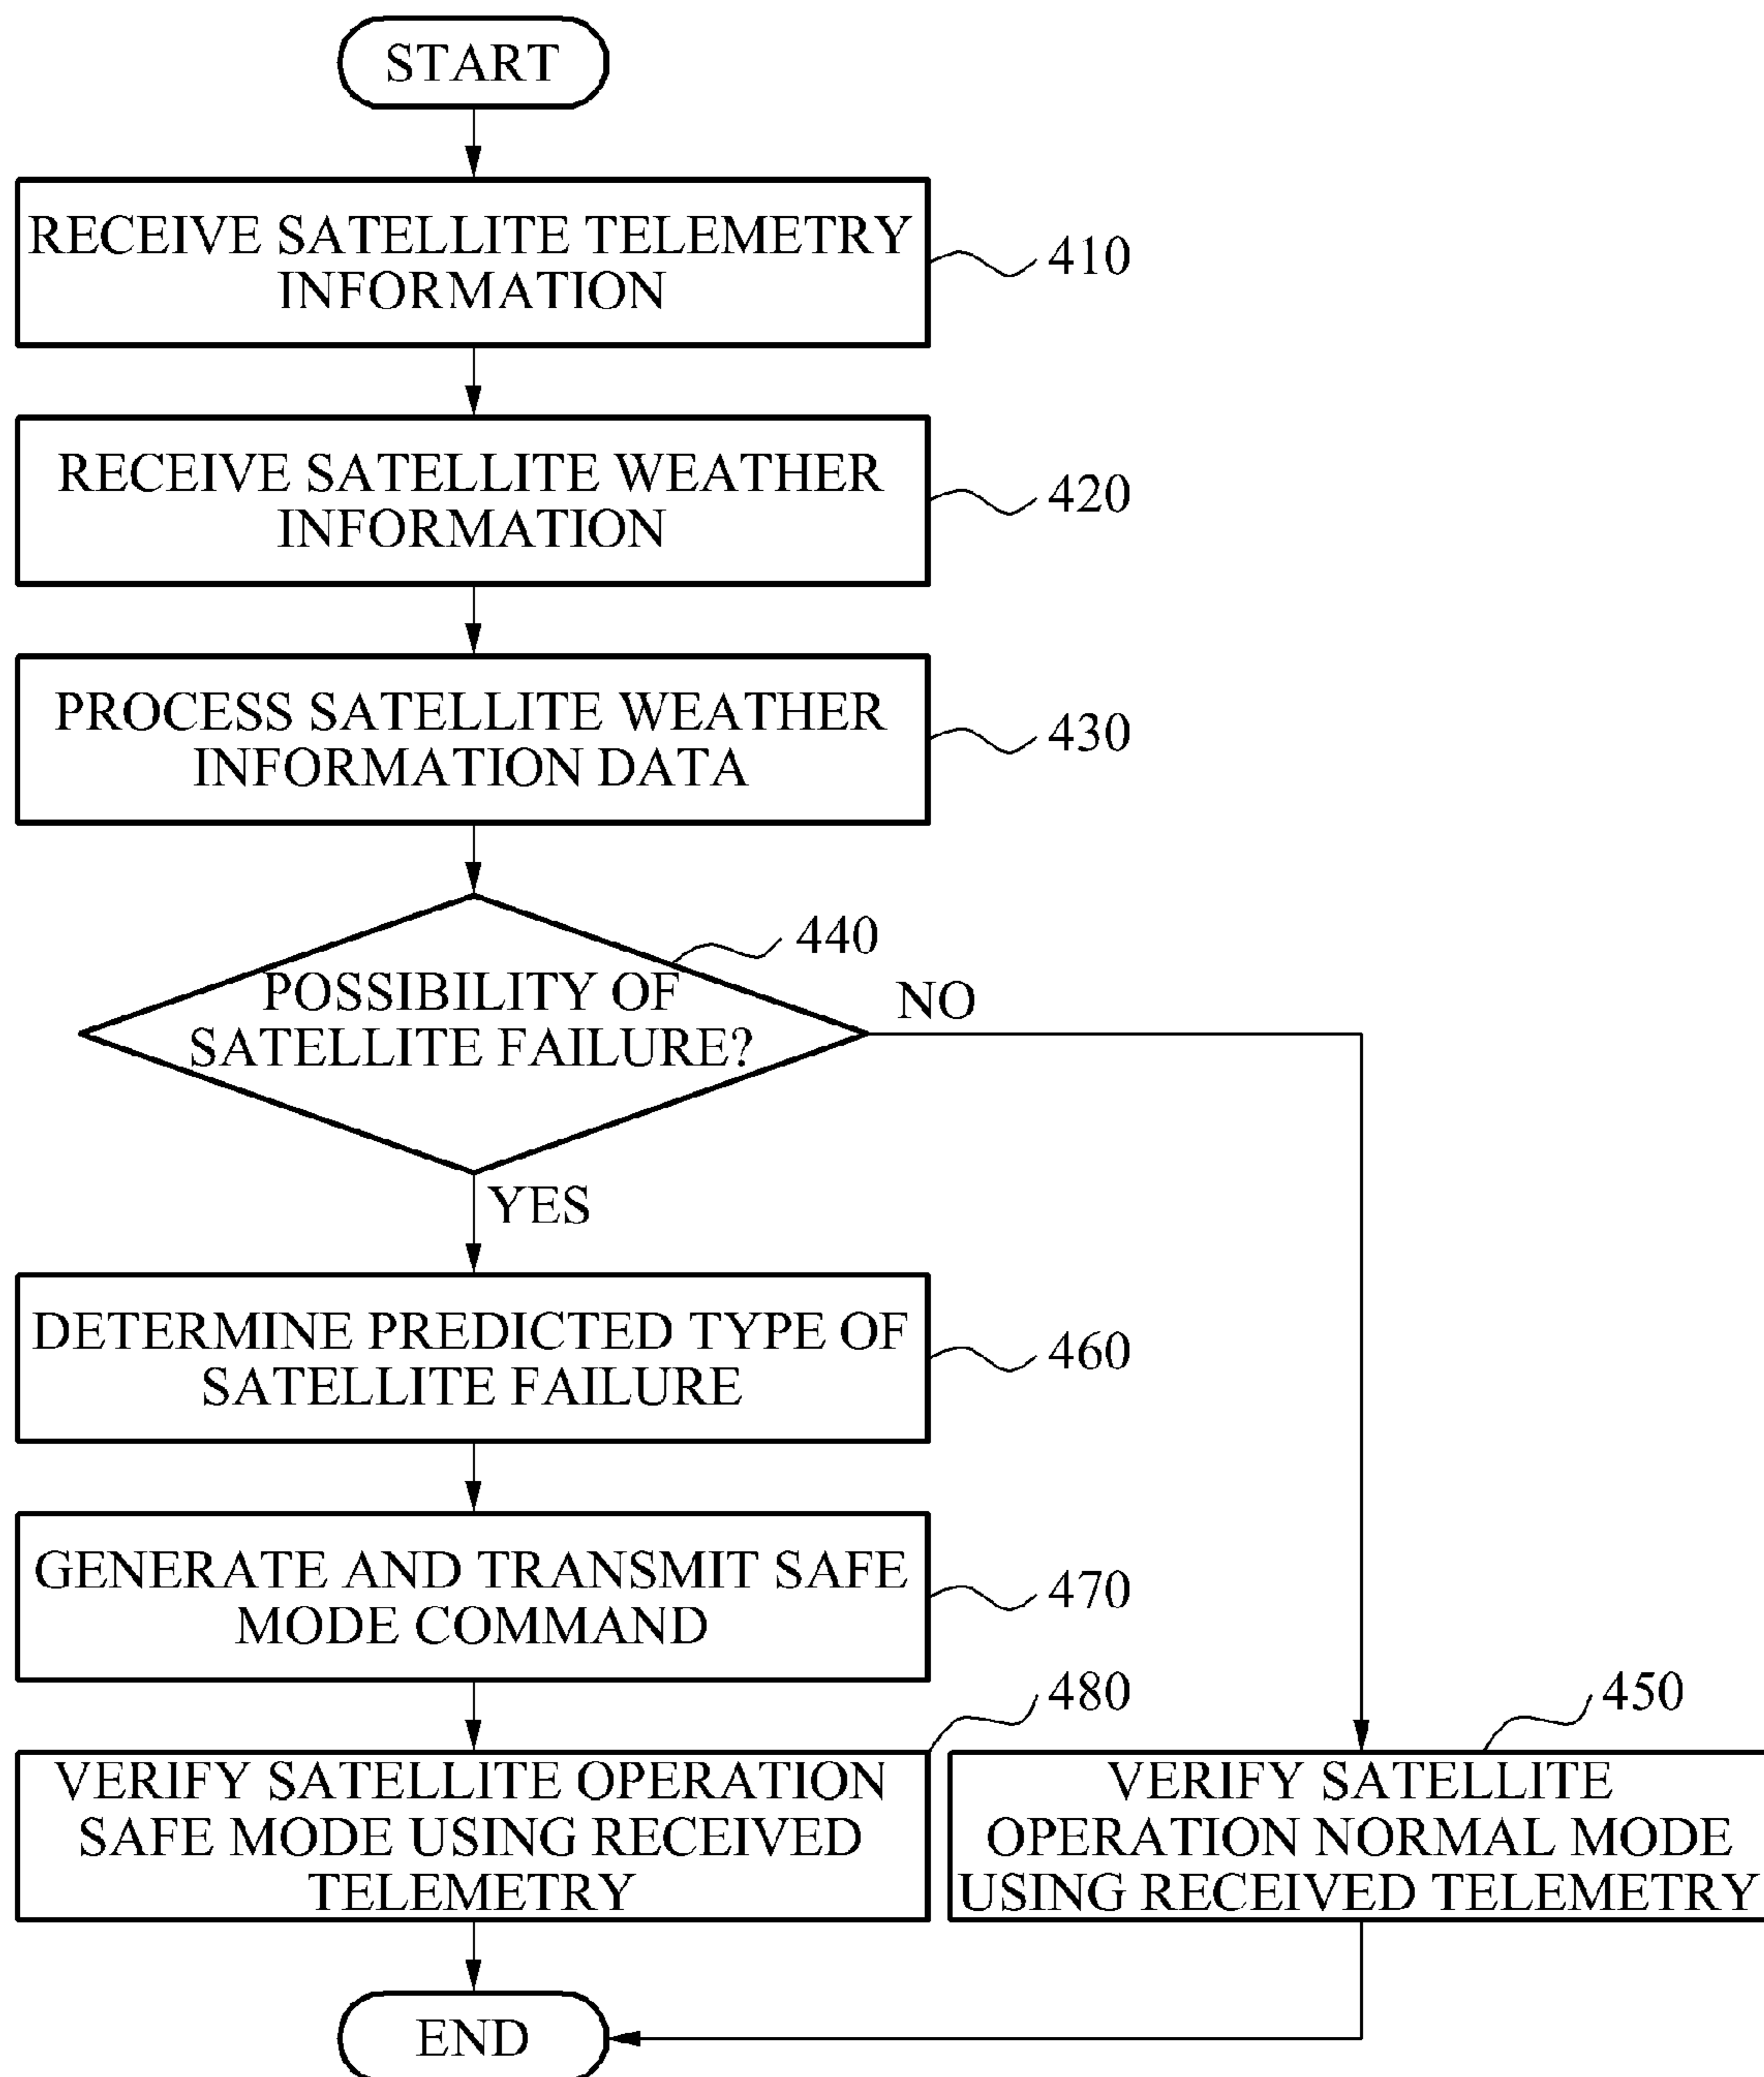 START
RECEIVE SATELLITE TELEMETRY
INFORMATION
410
RECEIVE SATELLITE WEATHER
INFORMATION
420
PROCESS SATELLITE WEATHER
INFORMATION DATA
430
440
POSSIBILITY OF
SATELLITE FAILURE?
NO
YES
DETERMINE PREDICTED TYPE OF
SATELLITE FAILURE
460
GENERATE AND TRANSMIT SAFE
MODE COMMAND
470
480
VERIFY SATELLITE OPERATION
SAFE MODE USING RECEIVED
TELEMETRY
450
VERIFY SATELLITE
OPERATION NORMAL MODE
USING RECEIVED TELEMETRY
END